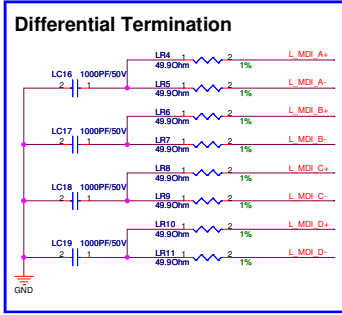 Differential Termination
LR4 1 2 L_MDI_A+
49.9Ohm 1%
LC16 1000PF/50V
2 1
LR5 1 2 L_MDI_A-
49.9Ohm 1%
LR6 1 2 L_MDI_B+
49.9Ohm 1%
LC17 1000PF/50V
2 1
LR7 1 2 L_MDI_B-
49.9Ohm 1%
LR8 1 2 L_MDI_C+
49.9Ohm 1%
LC18 1000PF/50V
2 1
LR9 1 2 L_MDI_C-
49.9Ohm 1%
LR10 1 2 L_MDI_D+
49.9Ohm 1%
LC19 1000PF/50V
2 1
LR11 1 2 L_MDI_D-
49.9Ohm 1%
GND